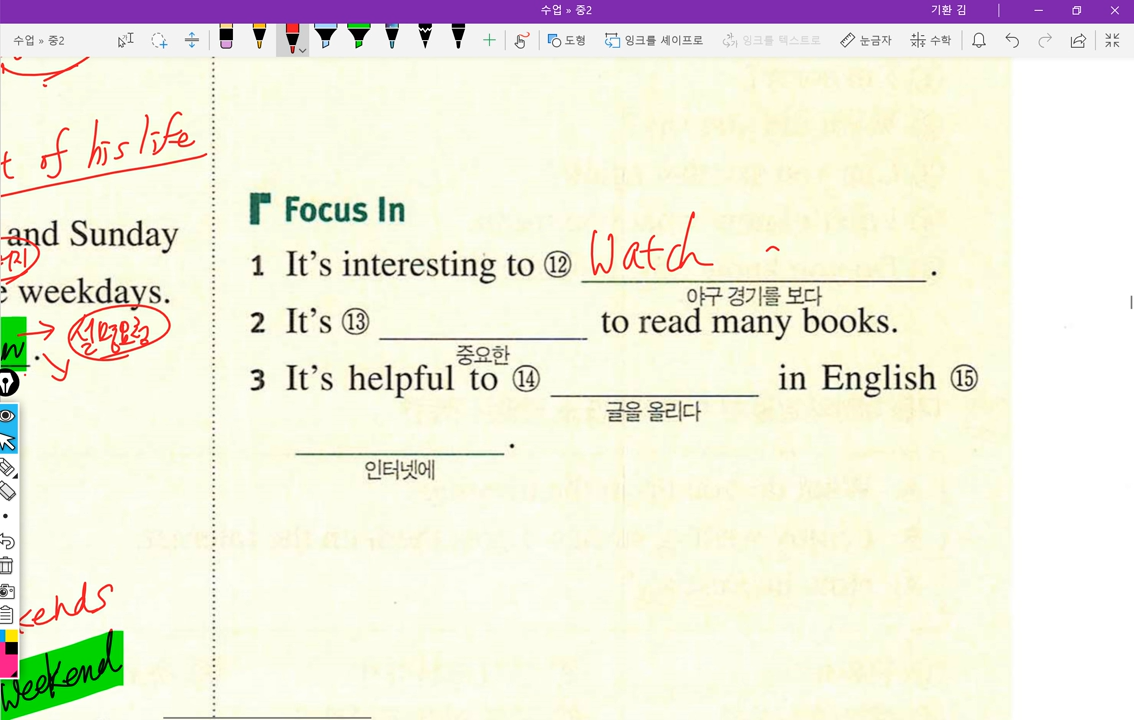 수업 » 중2
기환 김
수업 » 중2
도형
잉크를 셰이프로
잉크를 텍스트로
눈금자
수학
t of his life
and Sunday
e weekdays.
설명요청
Focus In
1 It's interesting to ⑫ Watch .
야구 경기를 보다
2 It's ⑬ to read many books.
중요한
3 It's helpful to ⑭ in English ⑮
글을 올리다
.
인터넷에
kends
weekend